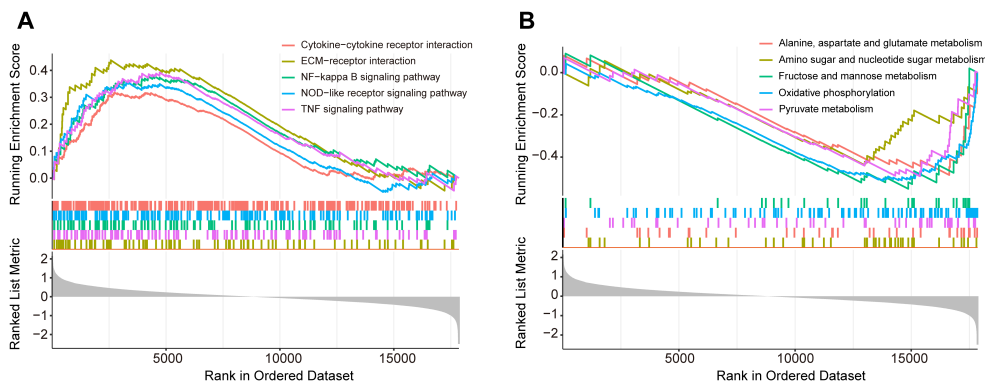 A
Running Enrichment Score
0.4
0.3
0.2
0.1
0.0
Cytokine−cytokine receptor interaction
ECM−receptor interaction
NF−kappa B signaling pathway
NOD−like receptor signaling pathway
TNF signaling pathway
Ranked List Metric
2
1
0
−1
−2
5000 10000 15000
Rank in Ordered Dataset
B
Running Enrichment Score
0.0
−0.2
−0.4
Alanine, aspartate and glutamate metabolism
Amino sugar and nucleotide sugar metabolism
Fructose and mannose metabolism
Oxidative phosphorylation
Pyruvate metabolism
Ranked List Metric
2
1
0
−1
−2
5000 10000 15000
Rank in Ordered Dataset